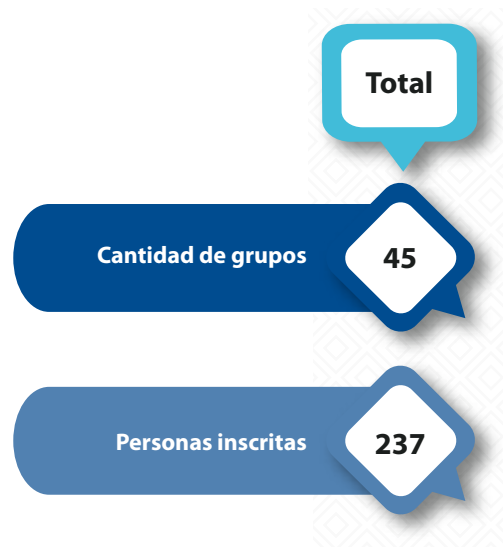 Total
Cantidad de grupos
45
Personas inscritas
237